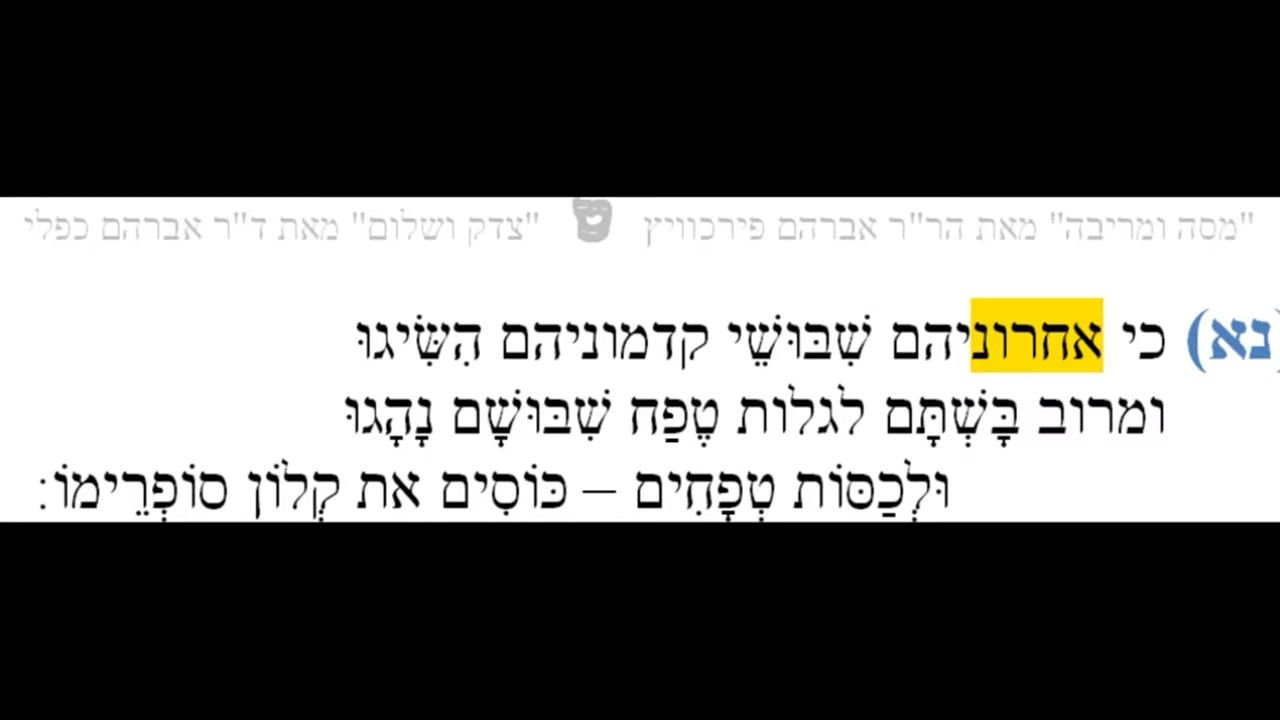 "מסה ומריבה" מאת הר"ר אברהם פירכוויץ "צדק ושלום" מאת ד"ר אברהם כפלי
(נא) כי אחרוניהם שִׁבּוּשֵׁי קדמוניהם הִשִּׂיגוּ
ומרוב בָּשְׁתָּם לגלות טֶפַח שִׁבּוּשָׁם נָהָגוּ
וּלְכַסּוֹת טְפָחִים – כּוֹסִים את קְלוֹן סוֹפְרֵימוֹ: